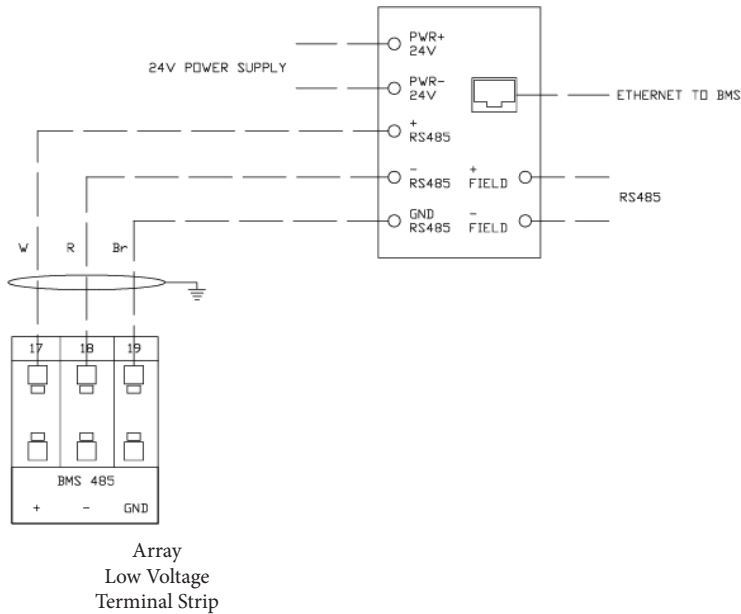 24V POWER SUPPLY
PWR+
24V
PWR-
24V
ETHERNET TO BMS
+
RS485
-
RS485
GND
RS485
+
FIELD
-
FIELD
RS485
W
R
Br
17
18
19
BMS 485
+
-
GND
Array
Low Voltage
Terminal Strip